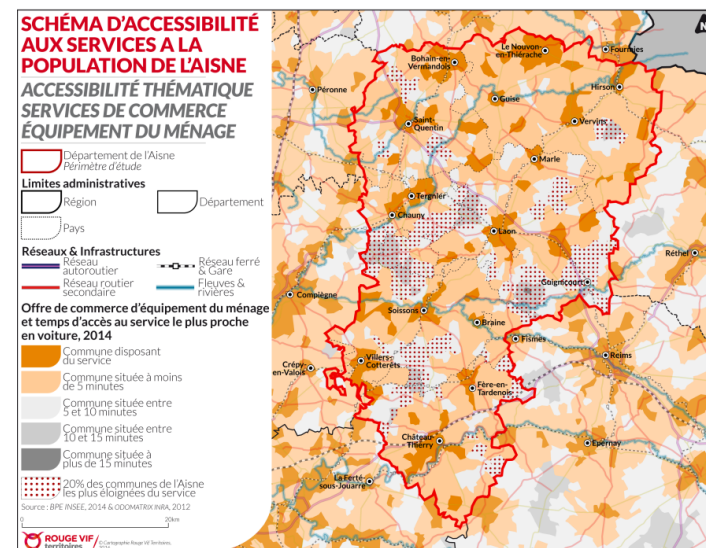 SCHÉMA D'ACCESSIBILITÉ
AUX SERVICES A LA
POPULATION DE L'AISNE
ACCESSIBILITÉ THÉMATIQUE
SERVICES DE COMMERCE
ÉQUIPEMENT DU MÉNAGE
Département de l'Aisne
Périmètre d'étude
Limites administratives
Région
Département
Pays
Réseaux & Infrastructures
Réseau
autoroutier
Réseau ferré
& Gare
Réseau routier
secondaire
Fleuves &
rivières
Offre de commerce d'équipement du ménage
et temps d'accès au service le plus proche
en voiture, 2014
Commune disposant
du service
Commune située à moins
de 5 minutes
Commune située entre
5 et 10 minutes
Commune située entre
10 et 15 minutes
Commune située à
plus de 15 minutes
20% des communes de l'Aisne
les plus éloignées du service
Source : BPE INSEE, 2014 & ODOMATRIX INRA, 2012
0
20km
ROUGE VIF
territoires
© Cartographie Rouge Vif Territoires,
N
Le Nouvion-
en-Thiérache
Fourmies
Bohain-en-
Vermandois
Péronne
Guise
Hirson
Saint-
Quentin
Vervins
Marle
Tergnier
Chauny
Laon
Réthel
Guignicourt
Compiègne
Soissons
Braine
Fismes
Reims
Crépy-
en-Valois
Villers-
Cotterêts
Fère-en-
Tardenois
Château-
Thierry
Epernay
La Ferté-
sous-Jouarre